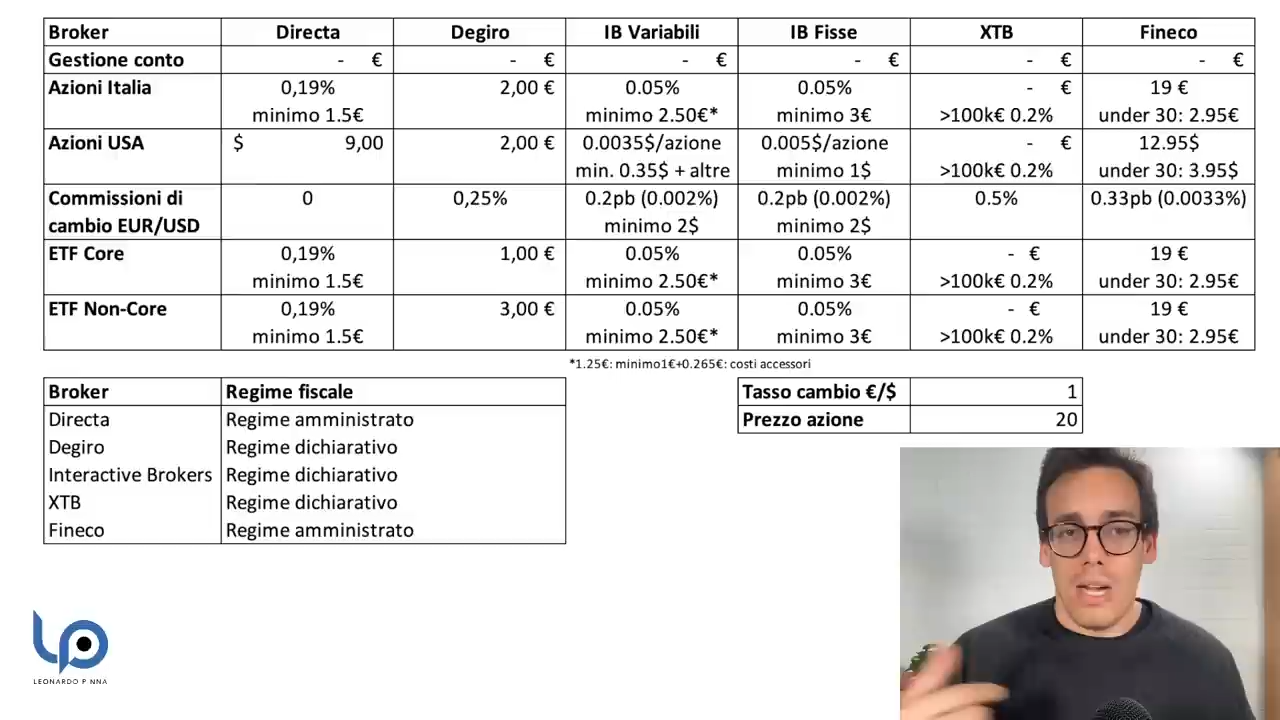 Broker Directa Degiro IB Variabili IB Fisse XTB Fineco
Gestione conto - € - € - € - € - € - €
Azioni Italia 0,19% 2,00 € 0.05% 0.05% - € 19 €
minimo 1.5€ minimo 2.50€* minimo 3€ >100k€ 0.2% under 30: 2.95€
Azioni USA $ 9,00 2,00 € 0.0035$/azione 0.005$/azione - € 12.95$
min. 0.35$ + altre minimo 1$ >100k€ 0.2% under 30: 3.95$
Commissioni di 0 0,25% 0.2pb (0.002%) 0.2pb (0.002%) 0.5% 0.33pb (0.0033%)
cambio EUR/USD minimo 2$ minimo 2$
ETF Core 0,19% 1,00 € 0.05% 0.05% - € 19 €
minimo 1.5€ minimo 2.50€* minimo 3€ >100k€ 0.2% under 30: 2.95€
ETF Non-Core 0,19% 3,00 € 0.05% 0.05% - € 19 €
minimo 1.5€ minimo 2.50€* minimo 3€ >100k€ 0.2% under 30: 2.95€
*1.25€: minimo1€+0.265€: costi accessori
Broker Regime fiscale
Directa Regime amministrato
Degiro Regime dichiarativo
Interactive Brokers Regime dichiarativo
XTB Regime dichiarativo
Fineco Regime amministrato
Tasso cambio €/$ 1
Prezzo azione 20
LEONARDO PINNA